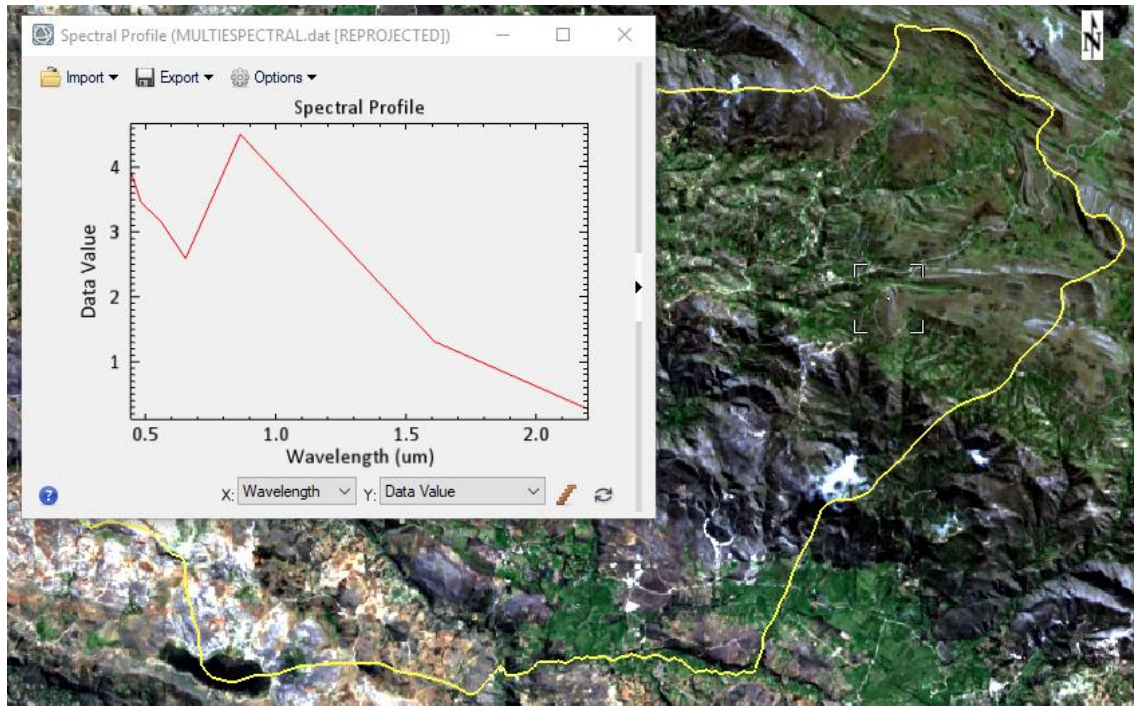 Spectral Profile (MULTIESPECTRAL.dat [REPROJECTED])
Import Export Options
Spectral Profile
4
3
2
1
Data Value
0.5 1.0 1.5 2.0
Wavelength (um)
X: Wavelength Y: Data Value
N